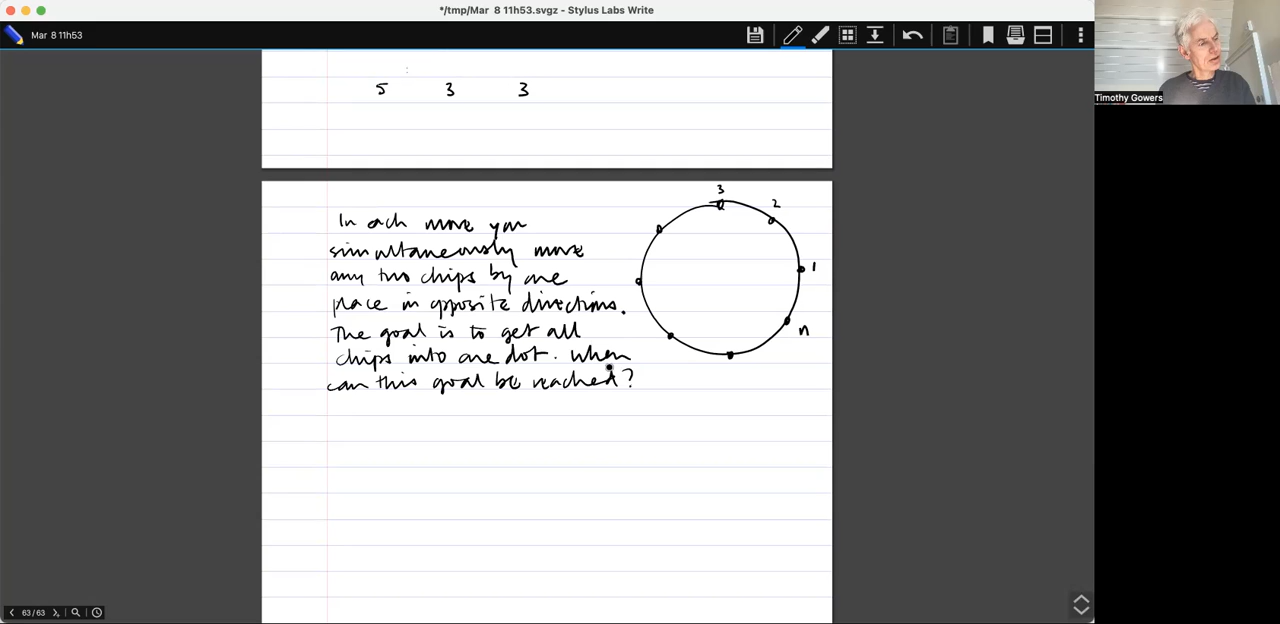 */tmp/Mar 8 11h53.svgz - Stylus Labs Write
Mar 8 11h53
Timothy Gowers
5 3 3
In each move you
simultaneously move
any two chips by one
place in opposite directions.
The goal is to get all
chips into one dot. When
can this goal be reached?
3
2
1
n
63/63